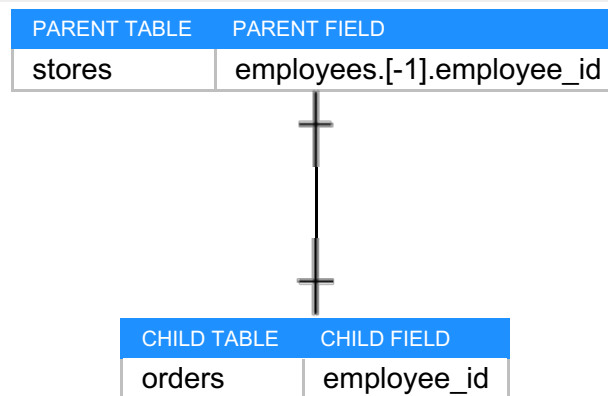 PARENT TABLE PARENT FIELD
stores employees.[-1].employee_id
CHILD TABLE CHILD FIELD
orders employee_id